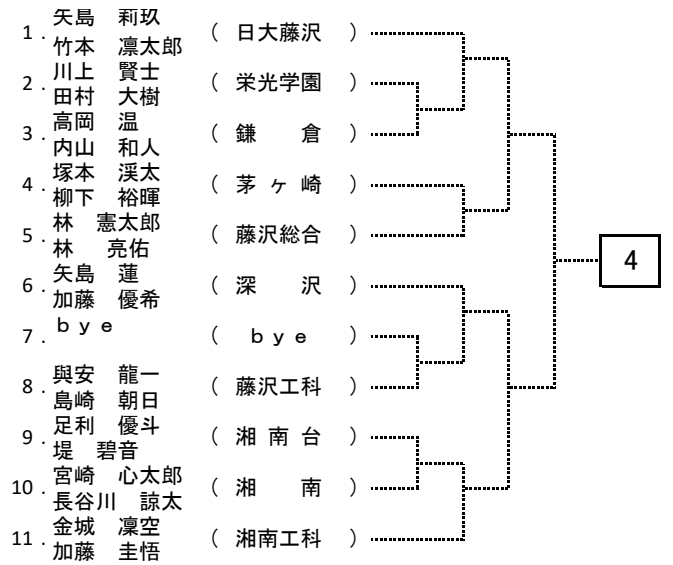 矢島 莉玖
1． （ 日大藤沢 ）
竹本 凛太郎
川上 賢士
2． （ 栄光学園 ）
田村 大樹
高岡 温
3． （ 鎌 倉 ）
内山 和人
塚本 渓太
4． （ 茅ヶ崎 ）
柳下 裕暉
林 憲太郎
5． （ 藤沢総合 ）
林 亮佑
4
矢島 蓮
6． （ 深 沢 ）
加藤 優希
ｂｙｅ
7． （ ｂｙｅ ）
與安 龍一
8． （ 藤沢工科 ）
島崎 朝日
足利 優斗
9． （ 湘南台 ）
堤 碧音
宮崎 心太郎
10． （ 湘 南 ）
長谷川 諒太
金城 凜空
11． （ 湘南工科 ）
加藤 圭悟